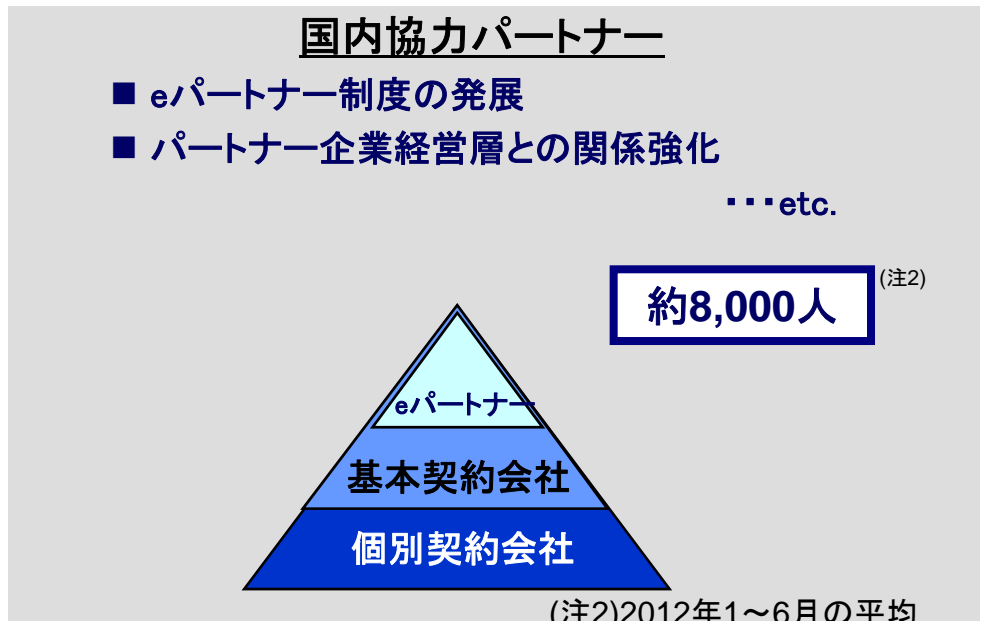 国内協力パートナー
■ eパートナー制度の発展
■ パートナー企業経営層との関係強化
・・・etc.
約8,000人
(注2)
eパートナー
基本契約会社
個別契約会社
(注2)2012年1～6月の平均